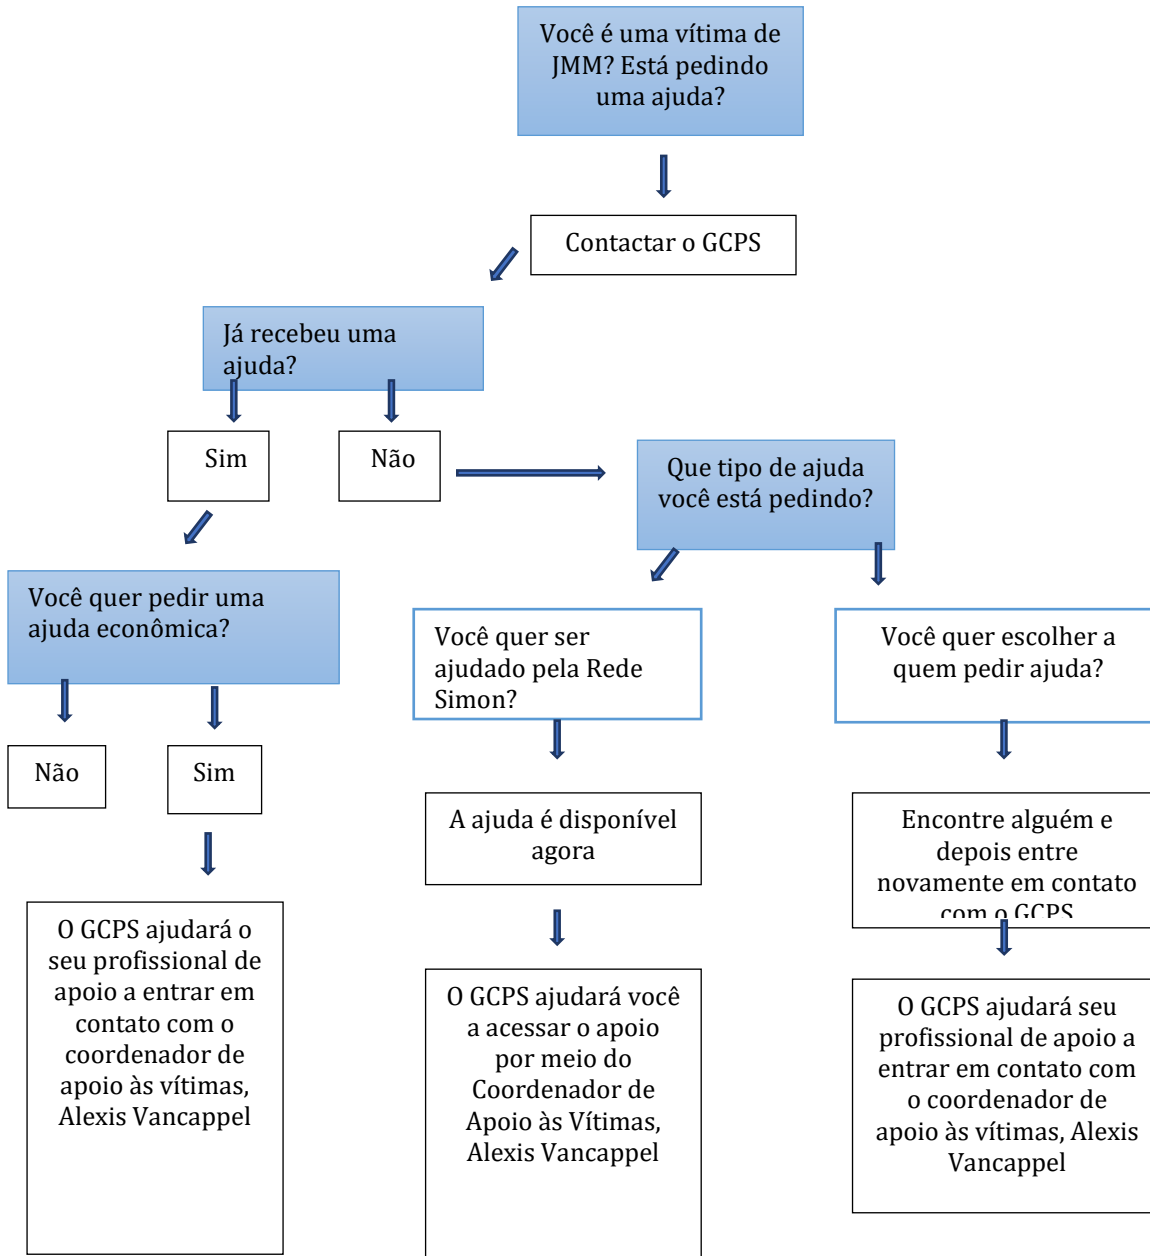 Você é uma vítima de
JMM? Está pedindo
uma ajuda?
Contactar o GCPS
Já recebeu uma
ajuda?
Sim
Não
Que tipo de ajuda
você está pedindo?
Você quer pedir uma
ajuda econômica?
Você quer ser
ajudado pela Rede
Simon?
Você quer escolher a
quem pedir ajuda?
Não
Sim
A ajuda é disponível
agora
Encontre alguém e
depois entre
novamente em contato
com o GCPS
O GCPS ajudará o
seu profissional de
apoio a entrar em
contato com o
coordenador de
apoio às vítimas,
Alexis Vancappel
O GCPS ajudará você
a acessar o apoio
por meio do
Coordenador de
Apoio às Vítimas,
Alexis Vancappel
O GCPS ajudará seu
profissional de apoio a
entrar em contato com
o coordenador de
apoio às vítimas, Alexis
Vancappel